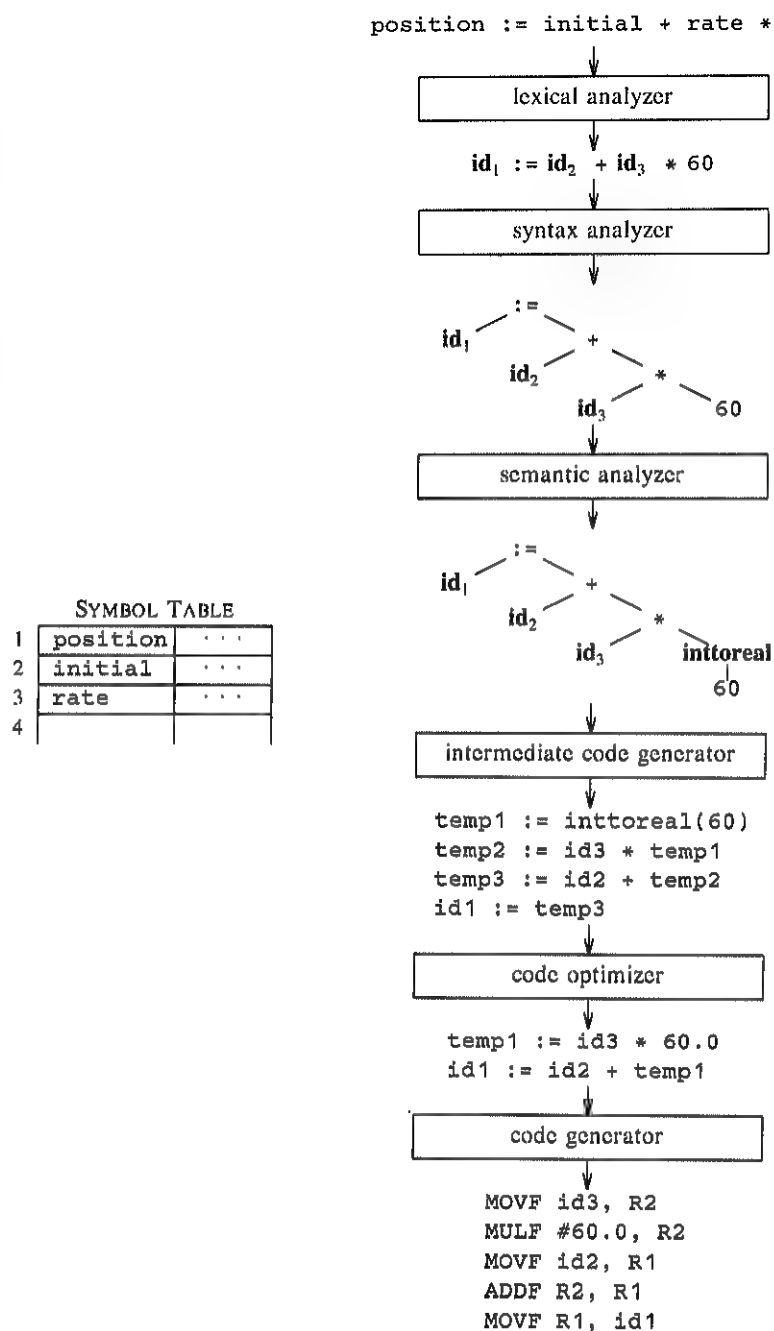 position := initial + rate *
lexical analyzer
id₁ := id₂ + id₃ * 60
syntax analyzer
:=
id₁ +
id₂ *
id₃ 60
semantic analyzer
:=
id₁ +
id₂ *
id₃ inttoreal
60
SYMBOL TABLE
1 position · · ·
2 initial · · ·
3 rate · · ·
4
intermediate code generator
temp1 := inttoreal(60)
temp2 := id3 * temp1
temp3 := id2 + temp2
id1 := temp3
code optimizer
temp1 := id3 * 60.0
id1 := id2 + temp1
code generator
MOVF id3, R2
MULF #60.0, R2
MOVF id2, R1
ADDF R2, R1
MOVF R1, id1